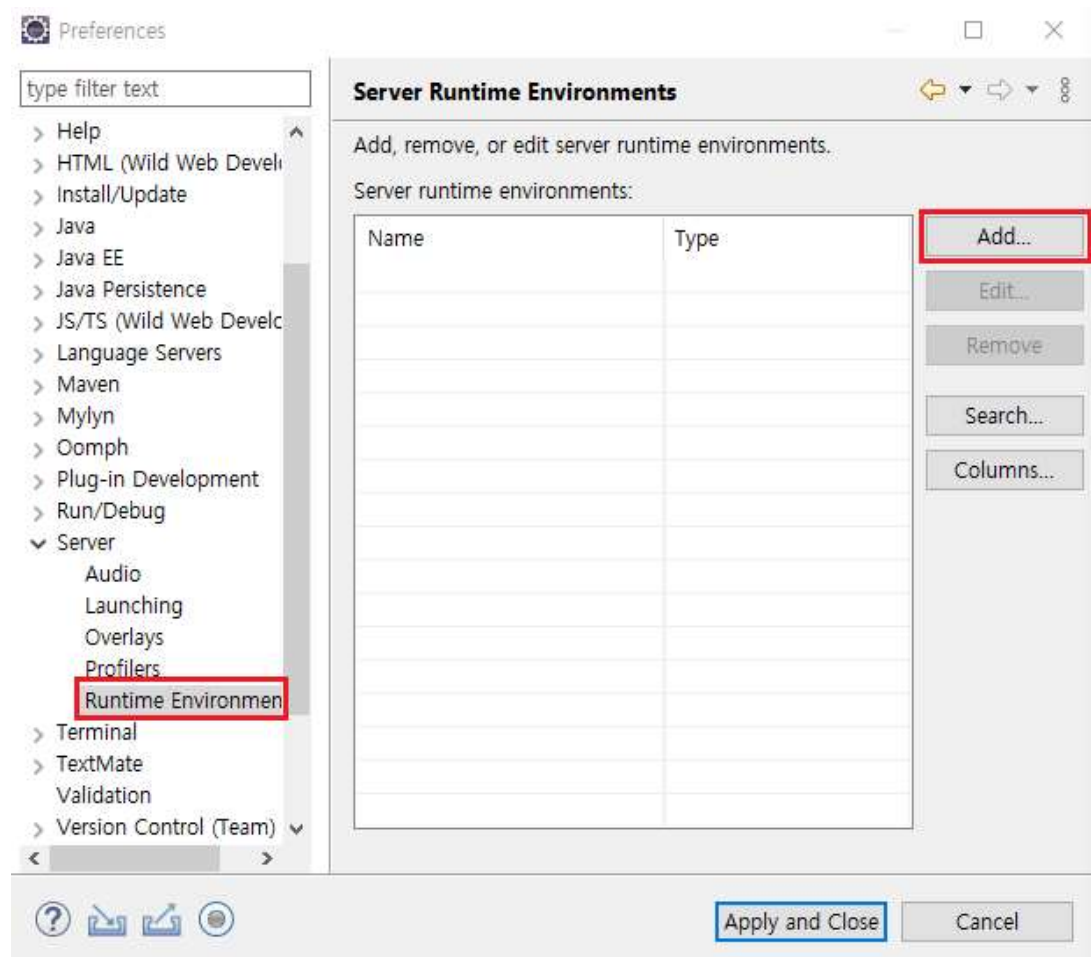 Preferences
type filter text
Help
HTML (Wild Web Develo
Install/Update
Java
Java EE
Java Persistence
JS/TS (Wild Web Develc
Language Servers
Maven
Mylyn
Oomph
Plug-in Development
Run/Debug
Server
Audio
Launching
Overlays
Profilers
Runtime Environmen
Terminal
TextMate
Validation
Version Control (Team)
Server Runtime Environments
Add, remove, or edit server runtime environments.
Server runtime environments:
Name Type
Add...
Edit...
Remove
Search...
Columns...
Apply and Close Cancel